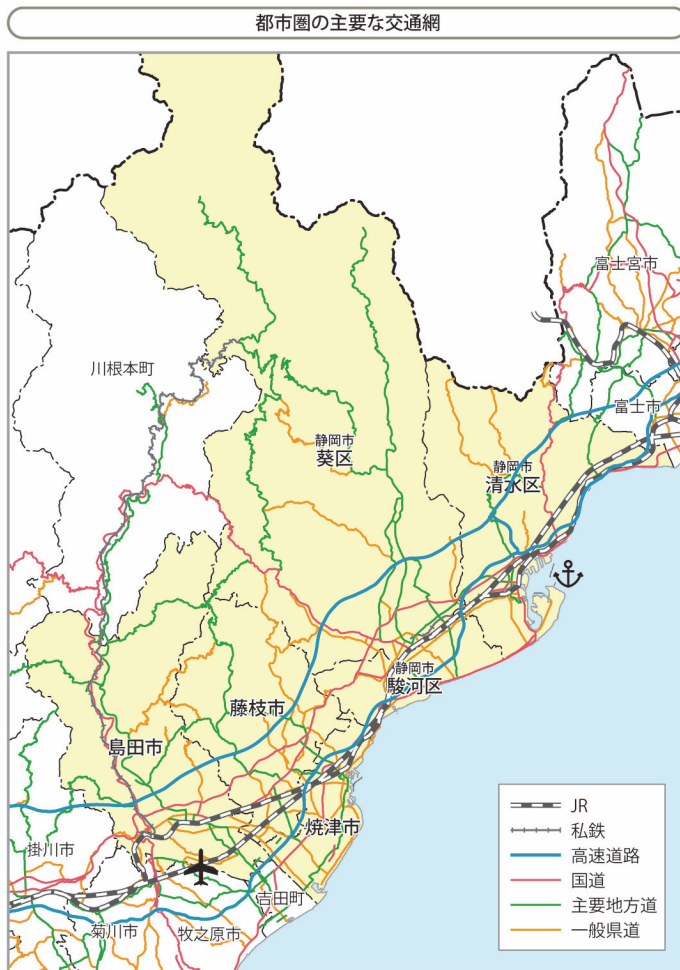 都市圏の主要な交通網
富士宮市
川根本町
富士市
静岡市
葵区
静岡市
清水区
静岡市
駿河区
藤枝市
島田市
焼津市
掛川市
吉田町
菊川市
牧之原市
JR
私鉄
高速道路
国道
主要地方道
一般県道